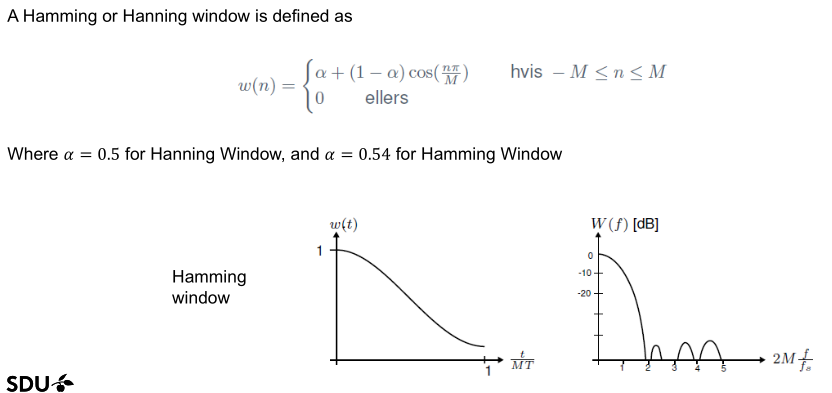 A Hamming or Hanning window is defined as
w(n) = { α + (1 − α) cos(nπ/M) hvis − M ≤ n ≤ M
0 ellers
Where α = 0.5 for Hanning Window, and α = 0.54 for Hamming Window
Hamming
window
w(t)
1
t/MT
1
W(f) [dB]
0
-10
-20
1 2 3 4 5
2M f/fs
SDU